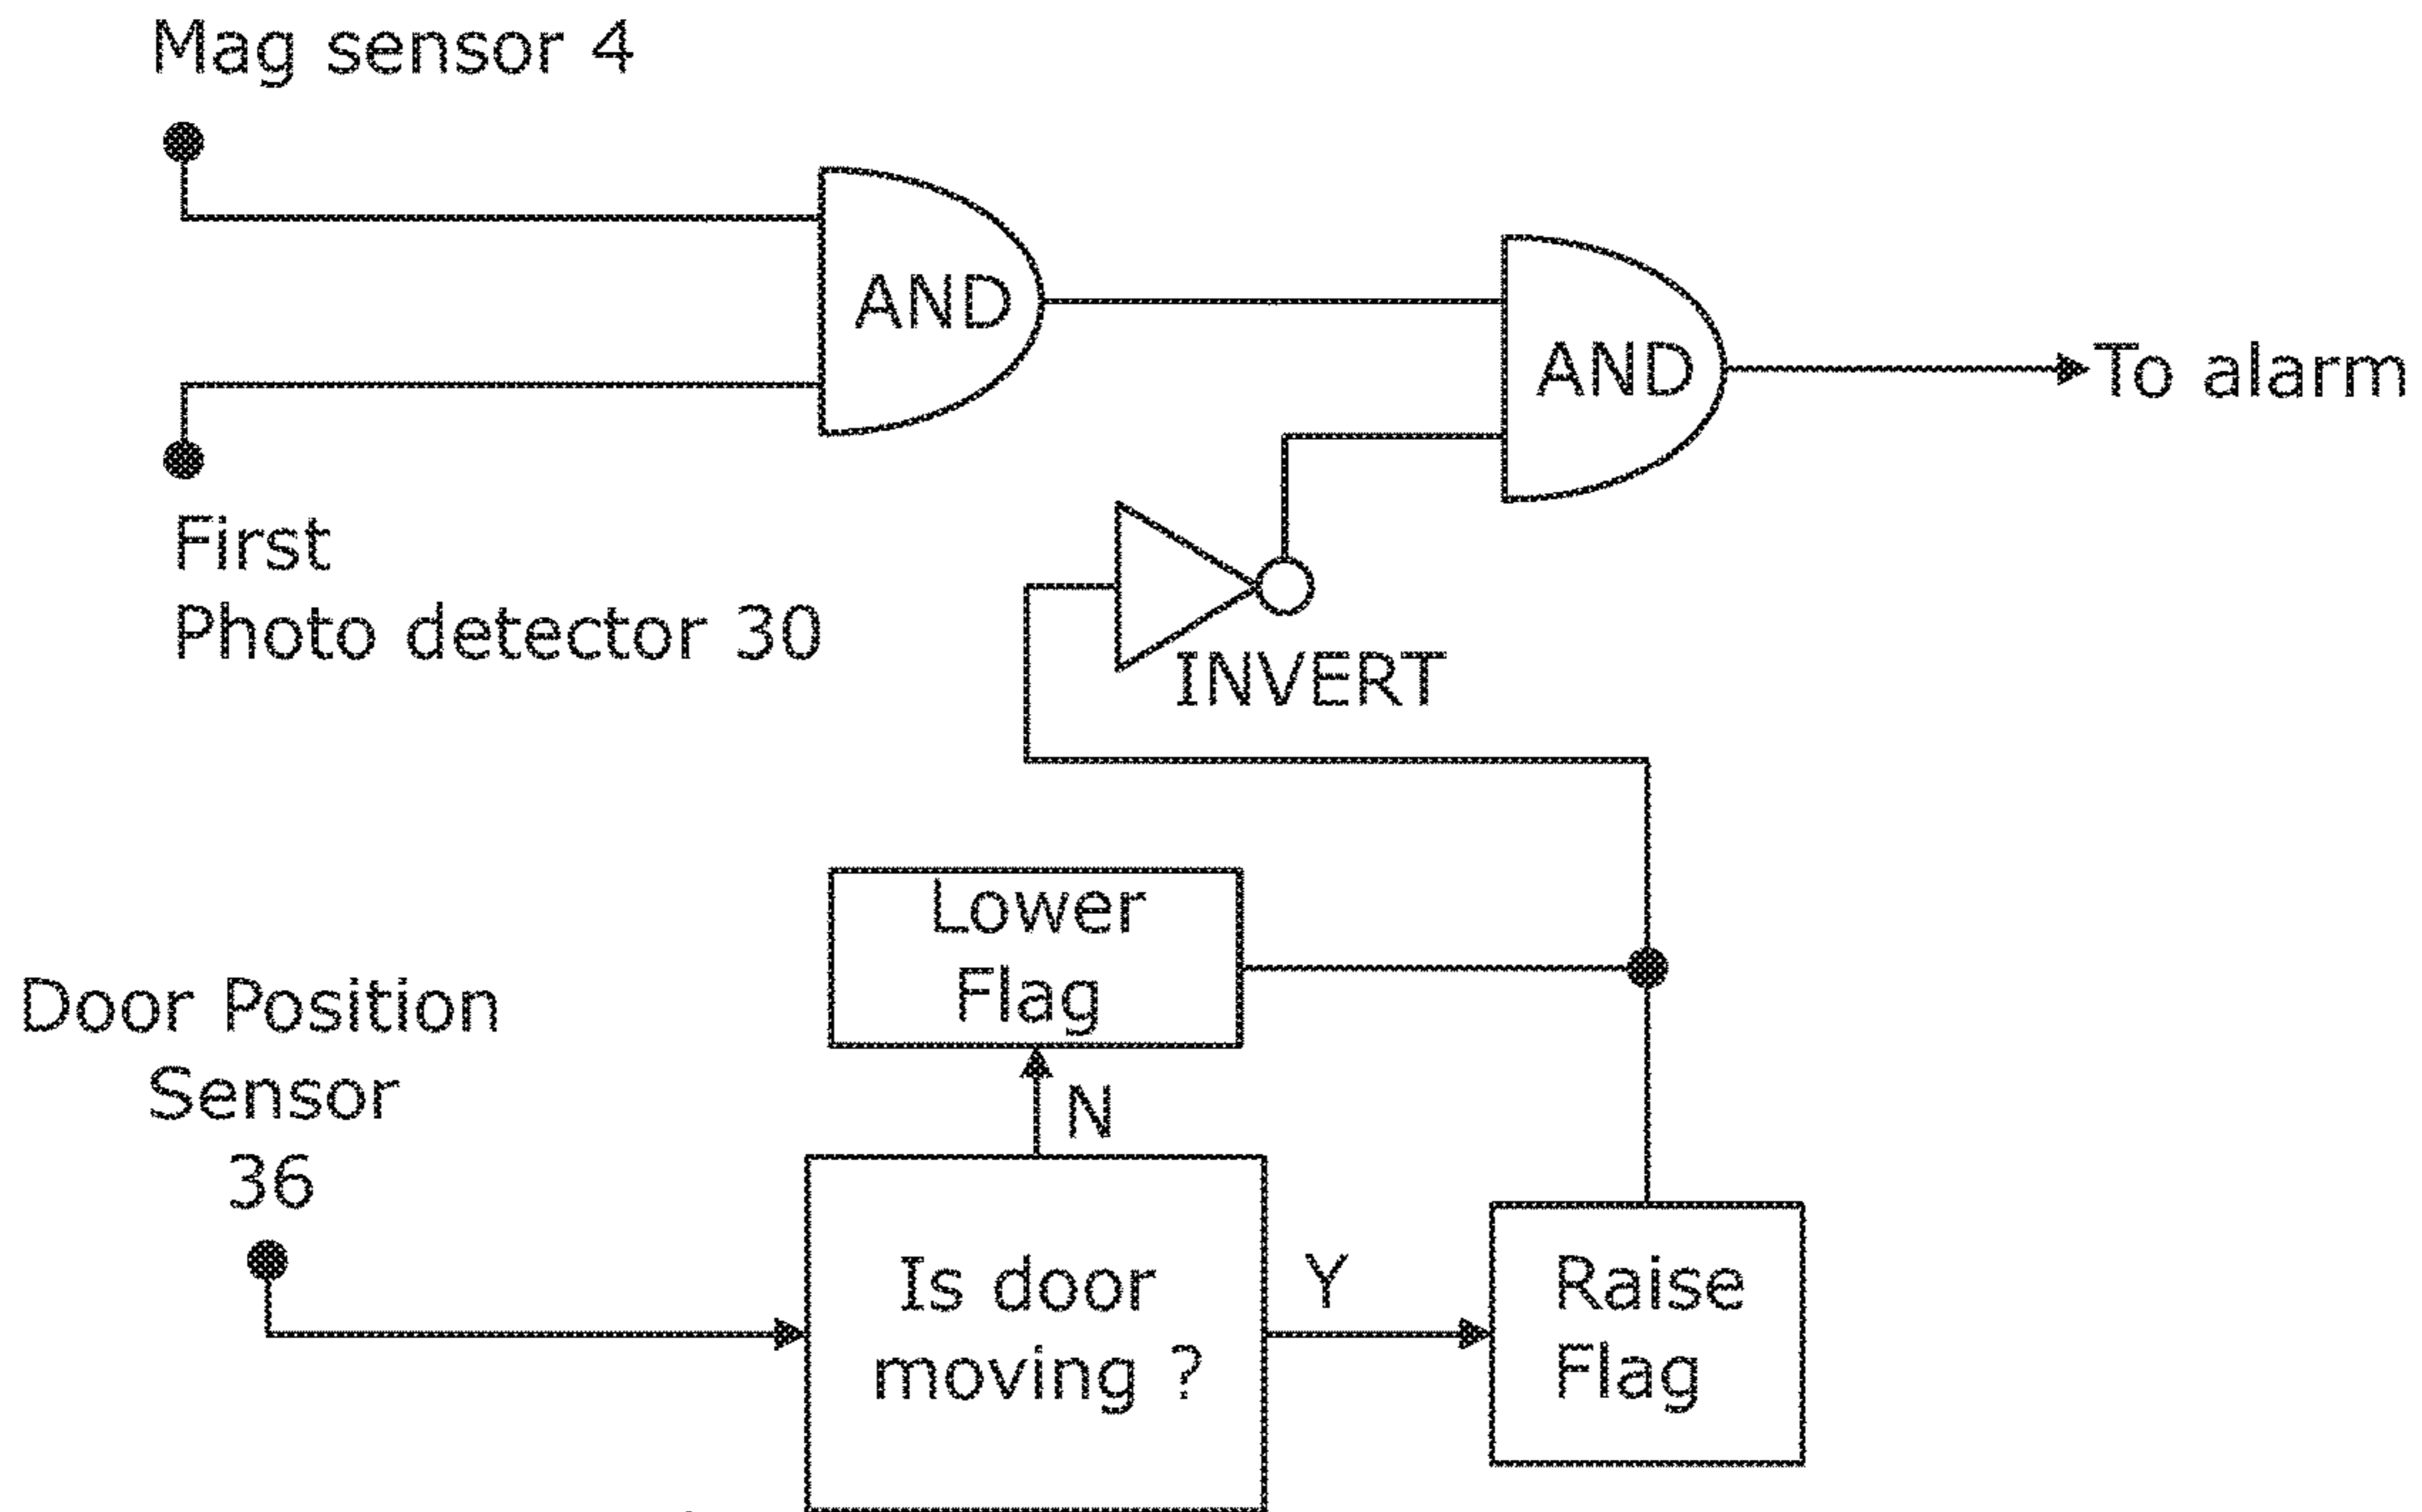 Mag sensor 4
AND
AND
To alarm
First
Photo detector 30
INVERT
Lower
Flag
Door Position
Sensor
36
N
Is door
moving ?
Y
Raise
Flag